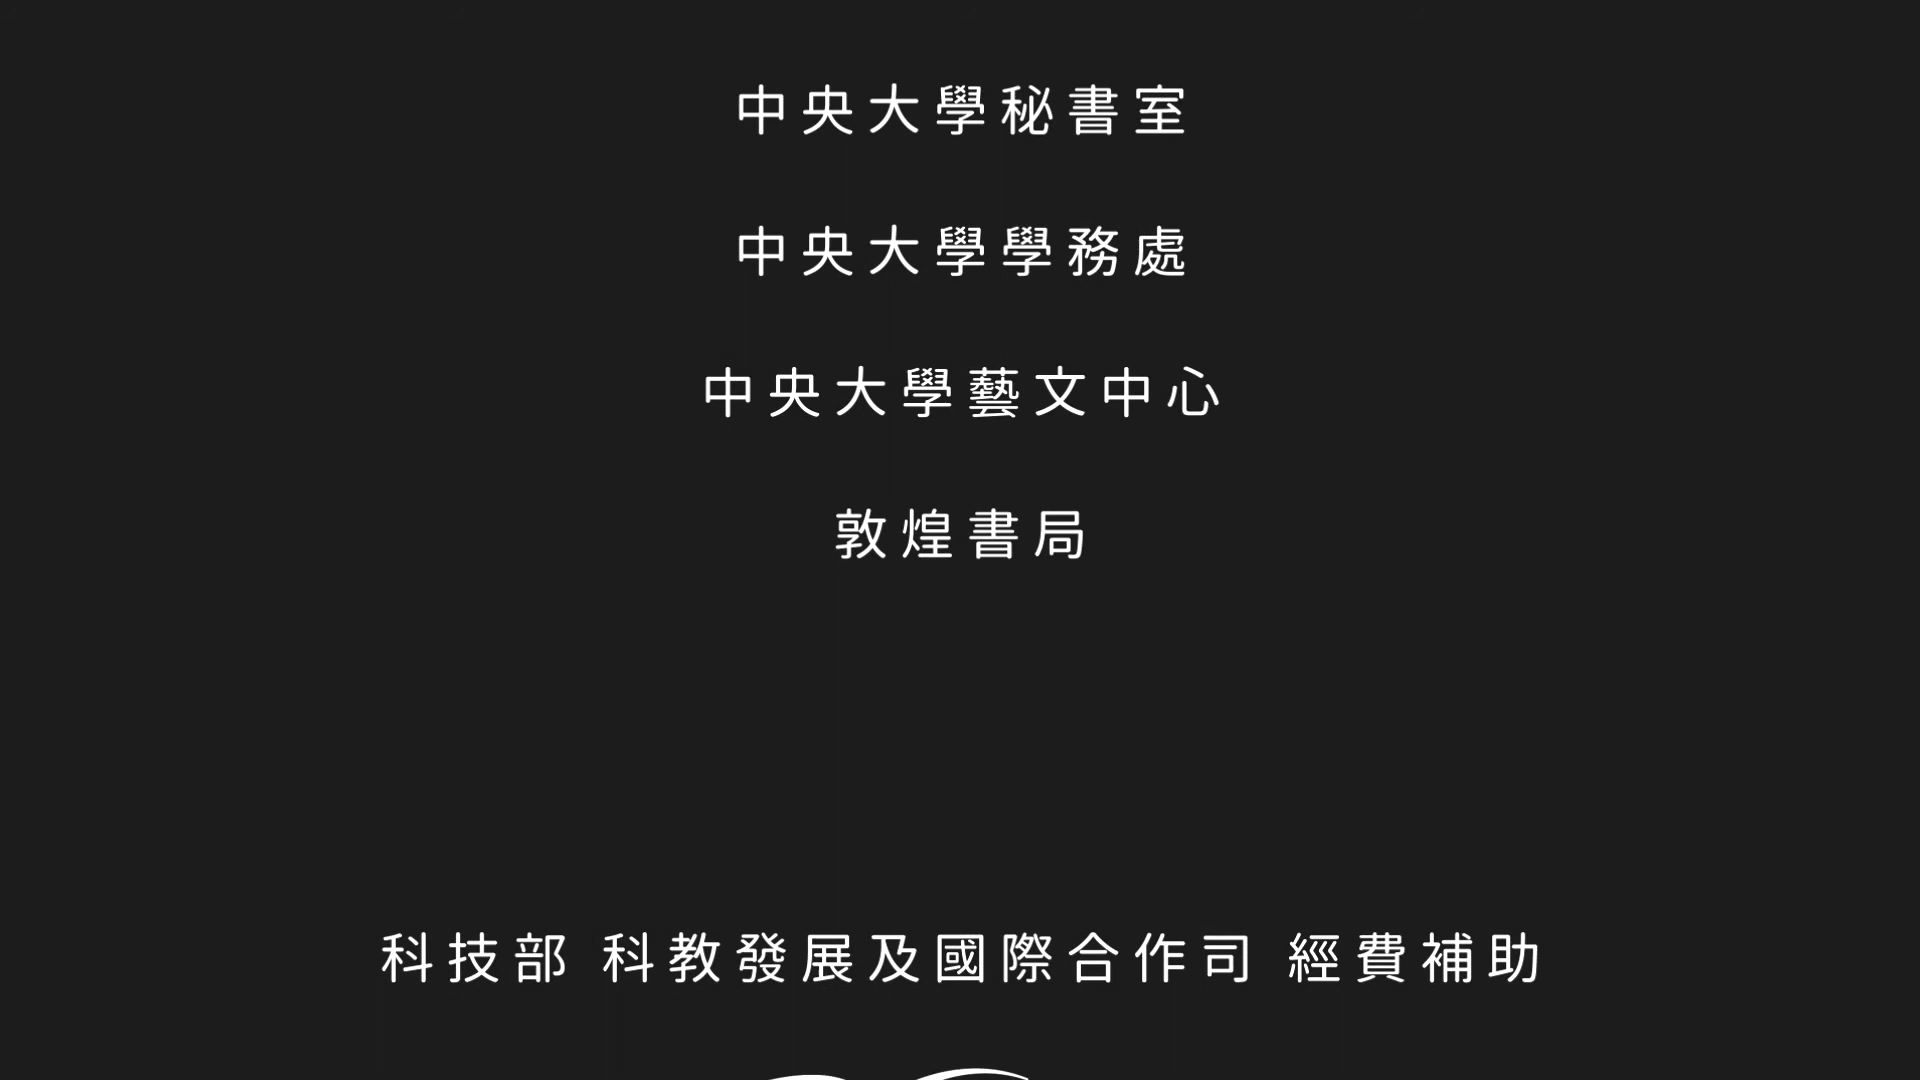 中央大學秘書室
中央大學學務處
中央大學藝文中心
敦煌書局
科技部 科教發展及國際合作司 經費補助